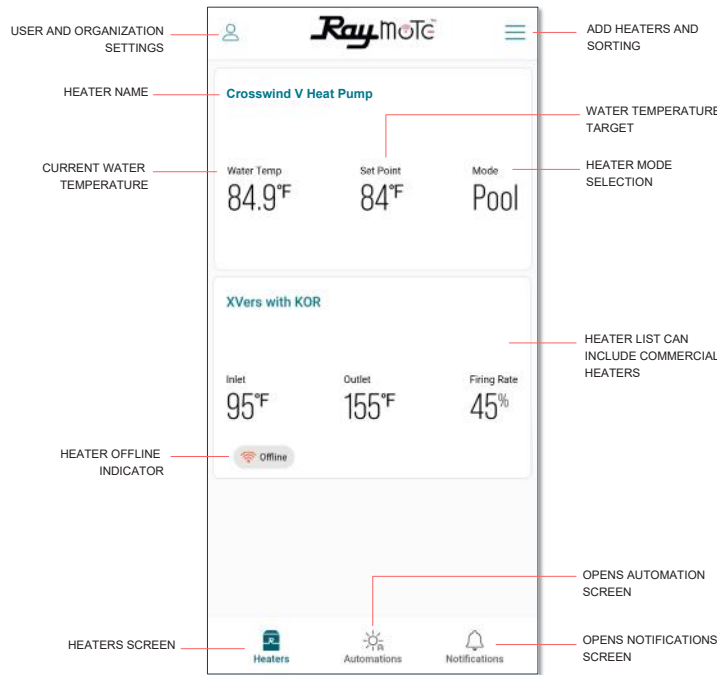 USER AND ORGANIZATION
SETTINGS
Raymote
ADD HEATERS AND
SORTING
HEATER NAME
Crosswind V Heat Pump
WATER TEMPERATURE
TARGET
CURRENT WATER
TEMPERATURE
Water Temp
84.9°F
Set Point
84°F
Mode
Pool
HEATER MODE
SELECTION
XVers with KOR
HEATER LIST CAN
INCLUDE COMMERCIAL
HEATERS
Inlet
95°F
Outlet
155°F
Firing Rate
45%
HEATER OFFLINE
INDICATOR
Offline
OPENS AUTOMATION
SCREEN
HEATERS SCREEN
Heaters
Automations
Notifications
OPENS NOTIFICATIONS
SCREEN